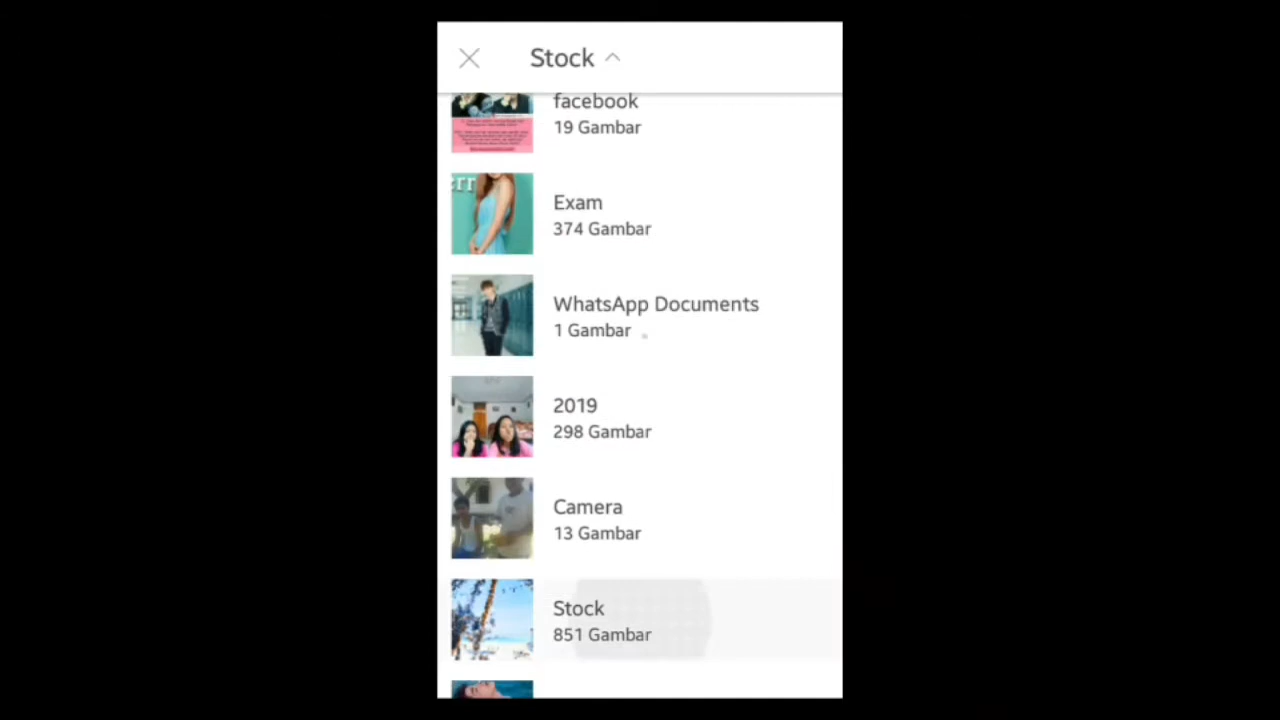 Stock
facebook
19 Gambar
Exam
374 Gambar
WhatsApp Documents
1 Gambar
2019
298 Gambar
Camera
13 Gambar
Stock
851 Gambar